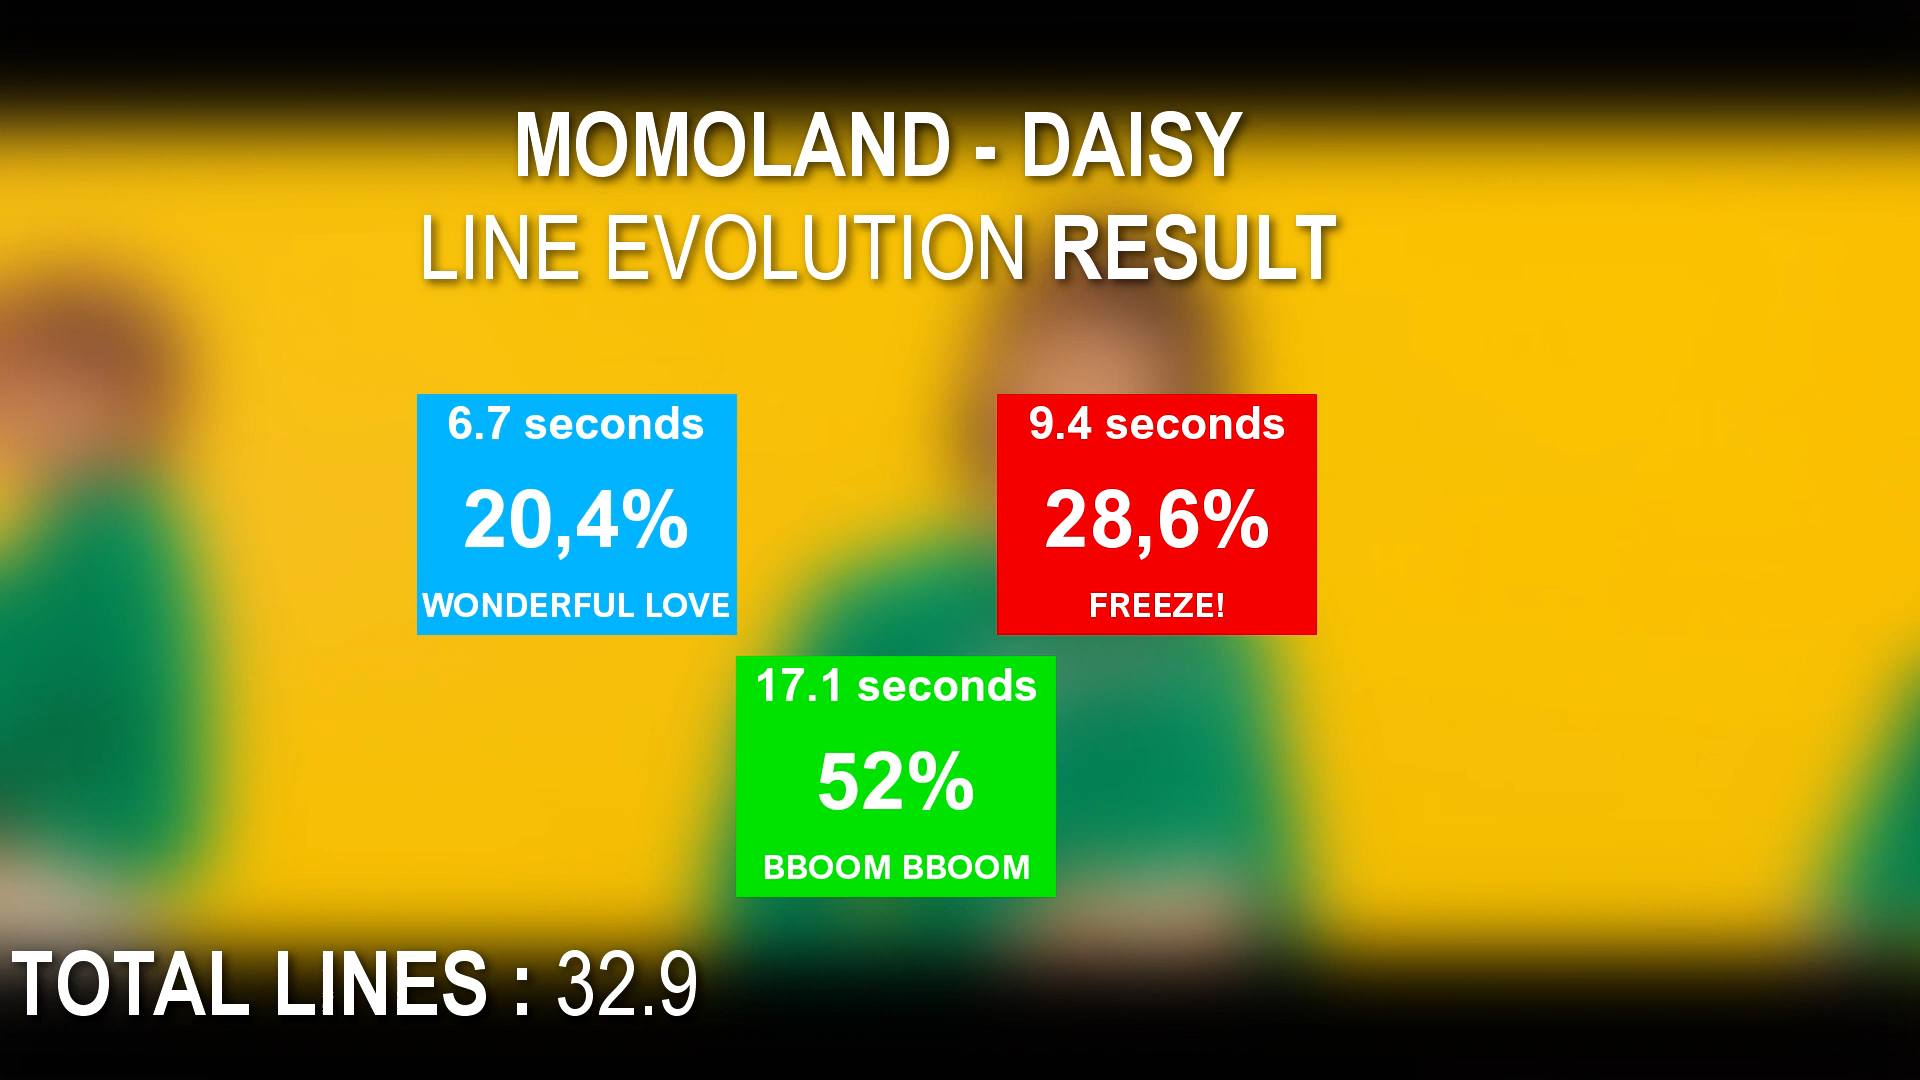 MOMOLAND - DAISY
LINE EVOLUTION RESULT
6.7 seconds
20,4%
WONDERFUL LOVE
9.4 seconds
28,6%
FREEZE!
17.1 seconds
52%
BBOOM BBOOM
TOTAL LINES : 32.9